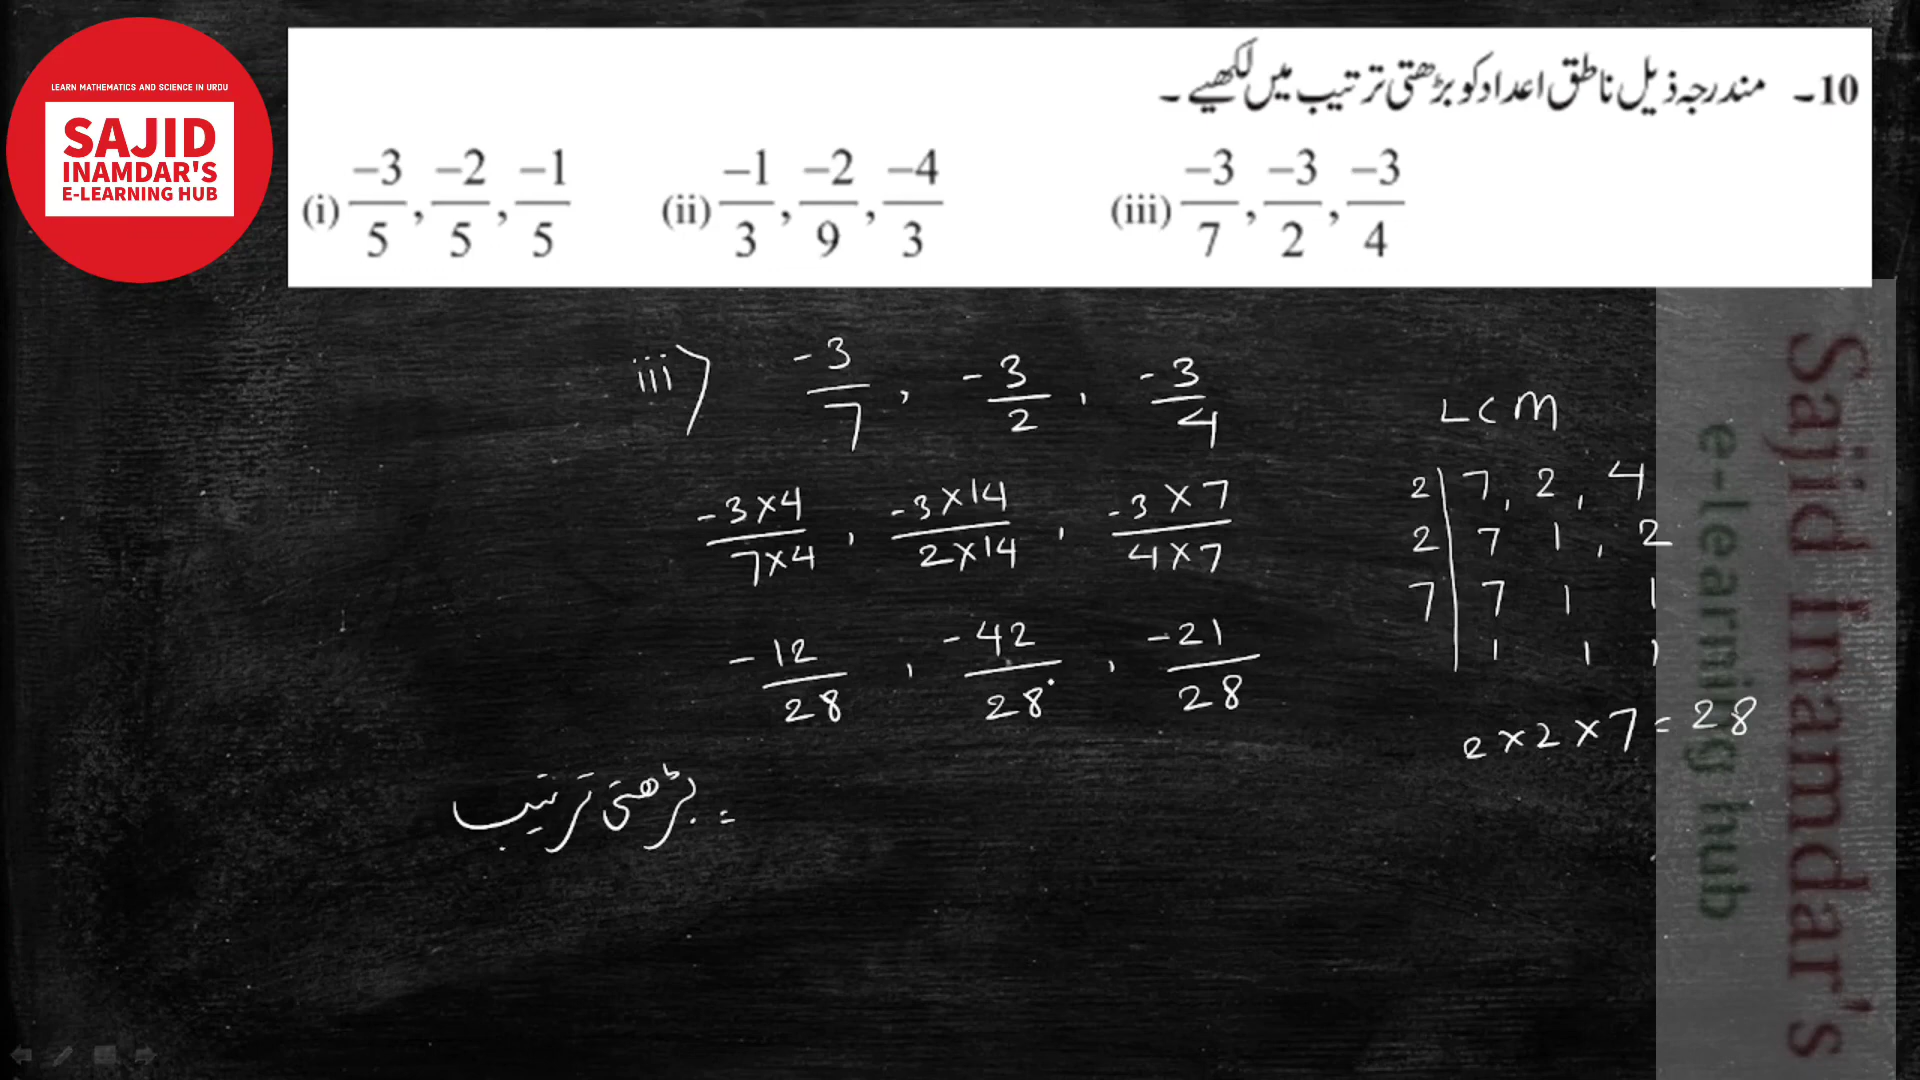 LEARN MATHEMATICS AND SCIENCE IN URDU
SAJID
INAMDAR'S
E-LEARNING HUB
10۔ مندرجہ ذیل ناطق اعداد کو بڑھتی ترتیب میں لکھیے ۔
(i) −3/5, −2/5, −1/5 (ii) −1/3, −2/9, −4/3 (iii) −3/7, −3/2, −3/4
iii) -3/7, -3/2, -3/4
-3×4/7×4, -3×14/2×14, -3×7/4×7
-12/28, -42/28, -21/28
بڑھتی ترتیب =
LCM
2 | 7, 2, 4
2 | 7 1, 2
7 | 7 1 1
| 1 1 1
2×2×7=28
Sajid Inamdar's
e-learning hub